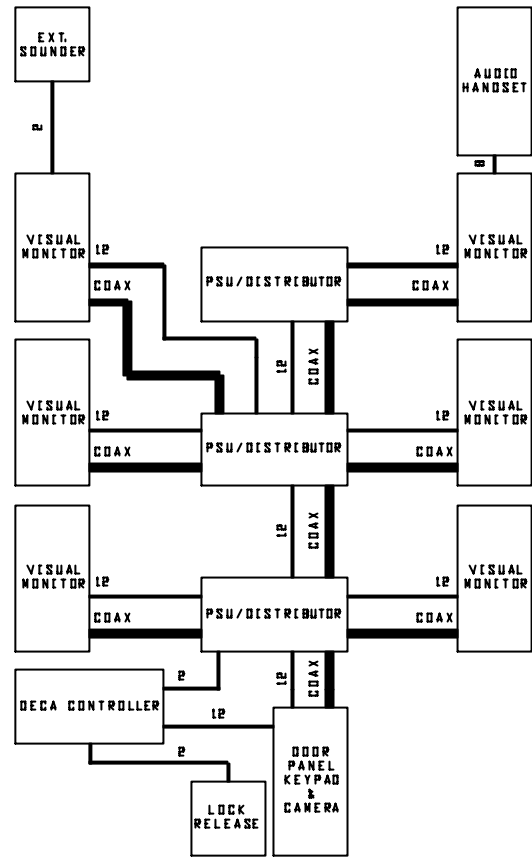 EXT.
SOUNDER
AUDIO
HANDSET
2
8
VISUAL
MONITOR
12
COAX
PSU/DISTRIBUTOR
12
COAX
VISUAL
MONITOR
12
COAX
VISUAL
MONITOR
12
COAX
PSU/DISTRIBUTOR
12
COAX
VISUAL
MONITOR
12
COAX
VISUAL
MONITOR
12
COAX
PSU/DISTRIBUTOR
12
COAX
VISUAL
MONITOR
2
12
COAX
DECA CONTROLLER
12
2
LOCK
RELEASE
DOOR
PANEL
KEYPAD
&
CAMERA